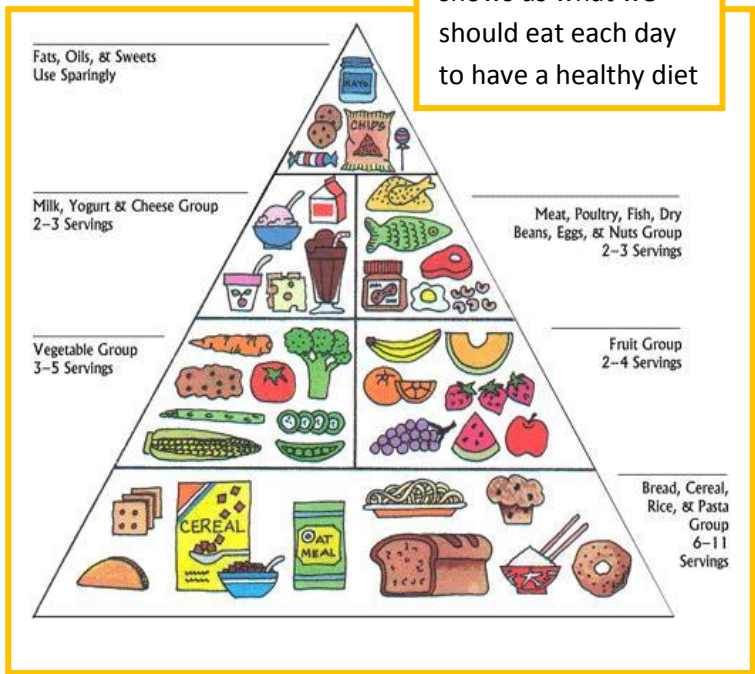 should eat each day
to have a healthy diet
Fats, Oils, & Sweets
Use Sparingly
MAYO
CHIPS
Milk, Yogurt & Cheese Group
2–3 Servings
Meat, Poultry, Fish, Dry
Beans, Eggs, & Nuts Group
2–3 Servings
Vegetable Group
3–5 Servings
Fruit Group
2–4 Servings
Bread, Cereal,
Rice, & Pasta
Group
6–11
Servings
CEREAL
OAT
MEAL